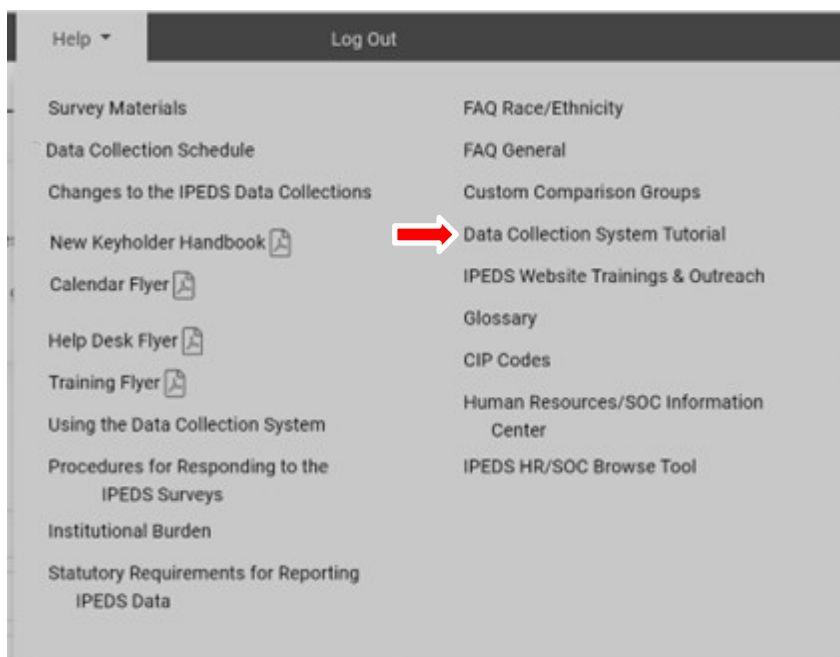 Help
Log Out
Survey Materials
Data Collection Schedule
Changes to the IPEDS Data Collections
New Keyholder Handbook
Calendar Flyer
Help Desk Flyer
Training Flyer
Using the Data Collection System
Procedures for Responding to the
IPEDS Surveys
Institutional Burden
Statutory Requirements for Reporting
IPEDS Data
FAQ Race/Ethnicity
FAQ General
Custom Comparison Groups
Data Collection System Tutorial
IPEDS Website Trainings & Outreach
Glossary
CIP Codes
Human Resources/SOC Information
Center
IPEDS HR/SOC Browse Tool